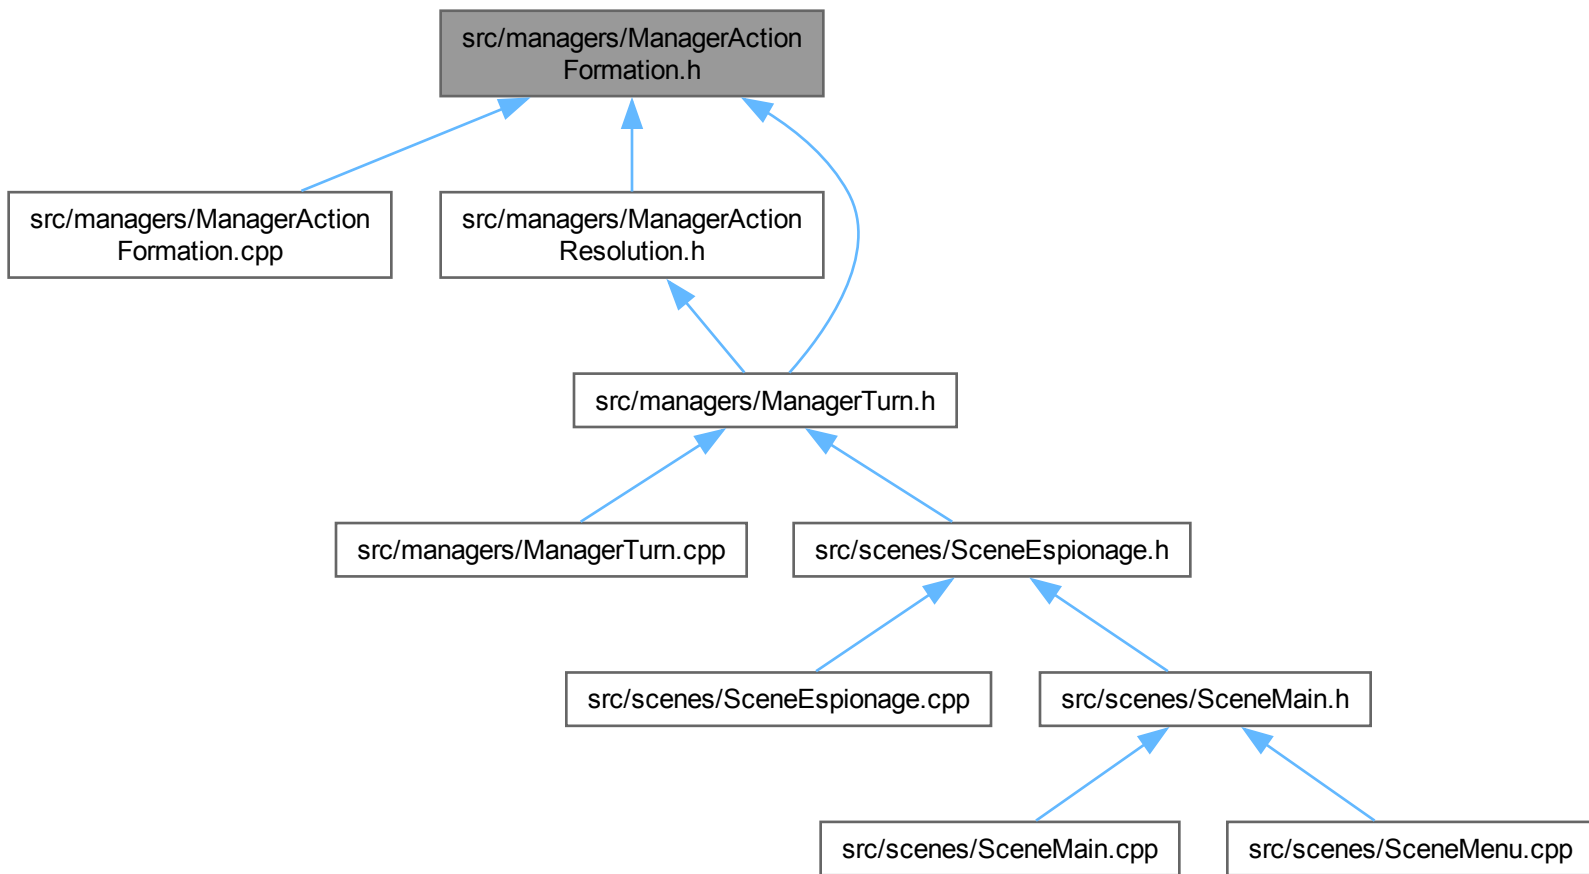 src/managers/ManagerAction
Formation.h
src/managers/ManagerAction
Formation.cpp
src/managers/ManagerAction
Resolution.h
src/managers/ManagerTurn.h
src/managers/ManagerTurn.cpp
src/scenes/SceneEspionage.h
src/scenes/SceneEspionage.cpp
src/scenes/SceneMain.h
src/scenes/SceneMain.cpp
src/scenes/SceneMenu.cpp